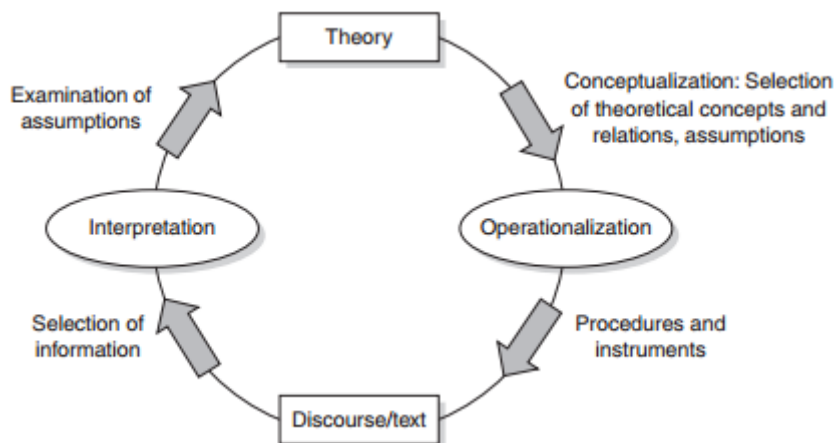 Theory
Examination of
assumptions
Conceptualization: Selection
of theoretical concepts and
relations, assumptions
Interpretation
Operationalization
Selection of
information
Procedures and
instruments
Discourse/text